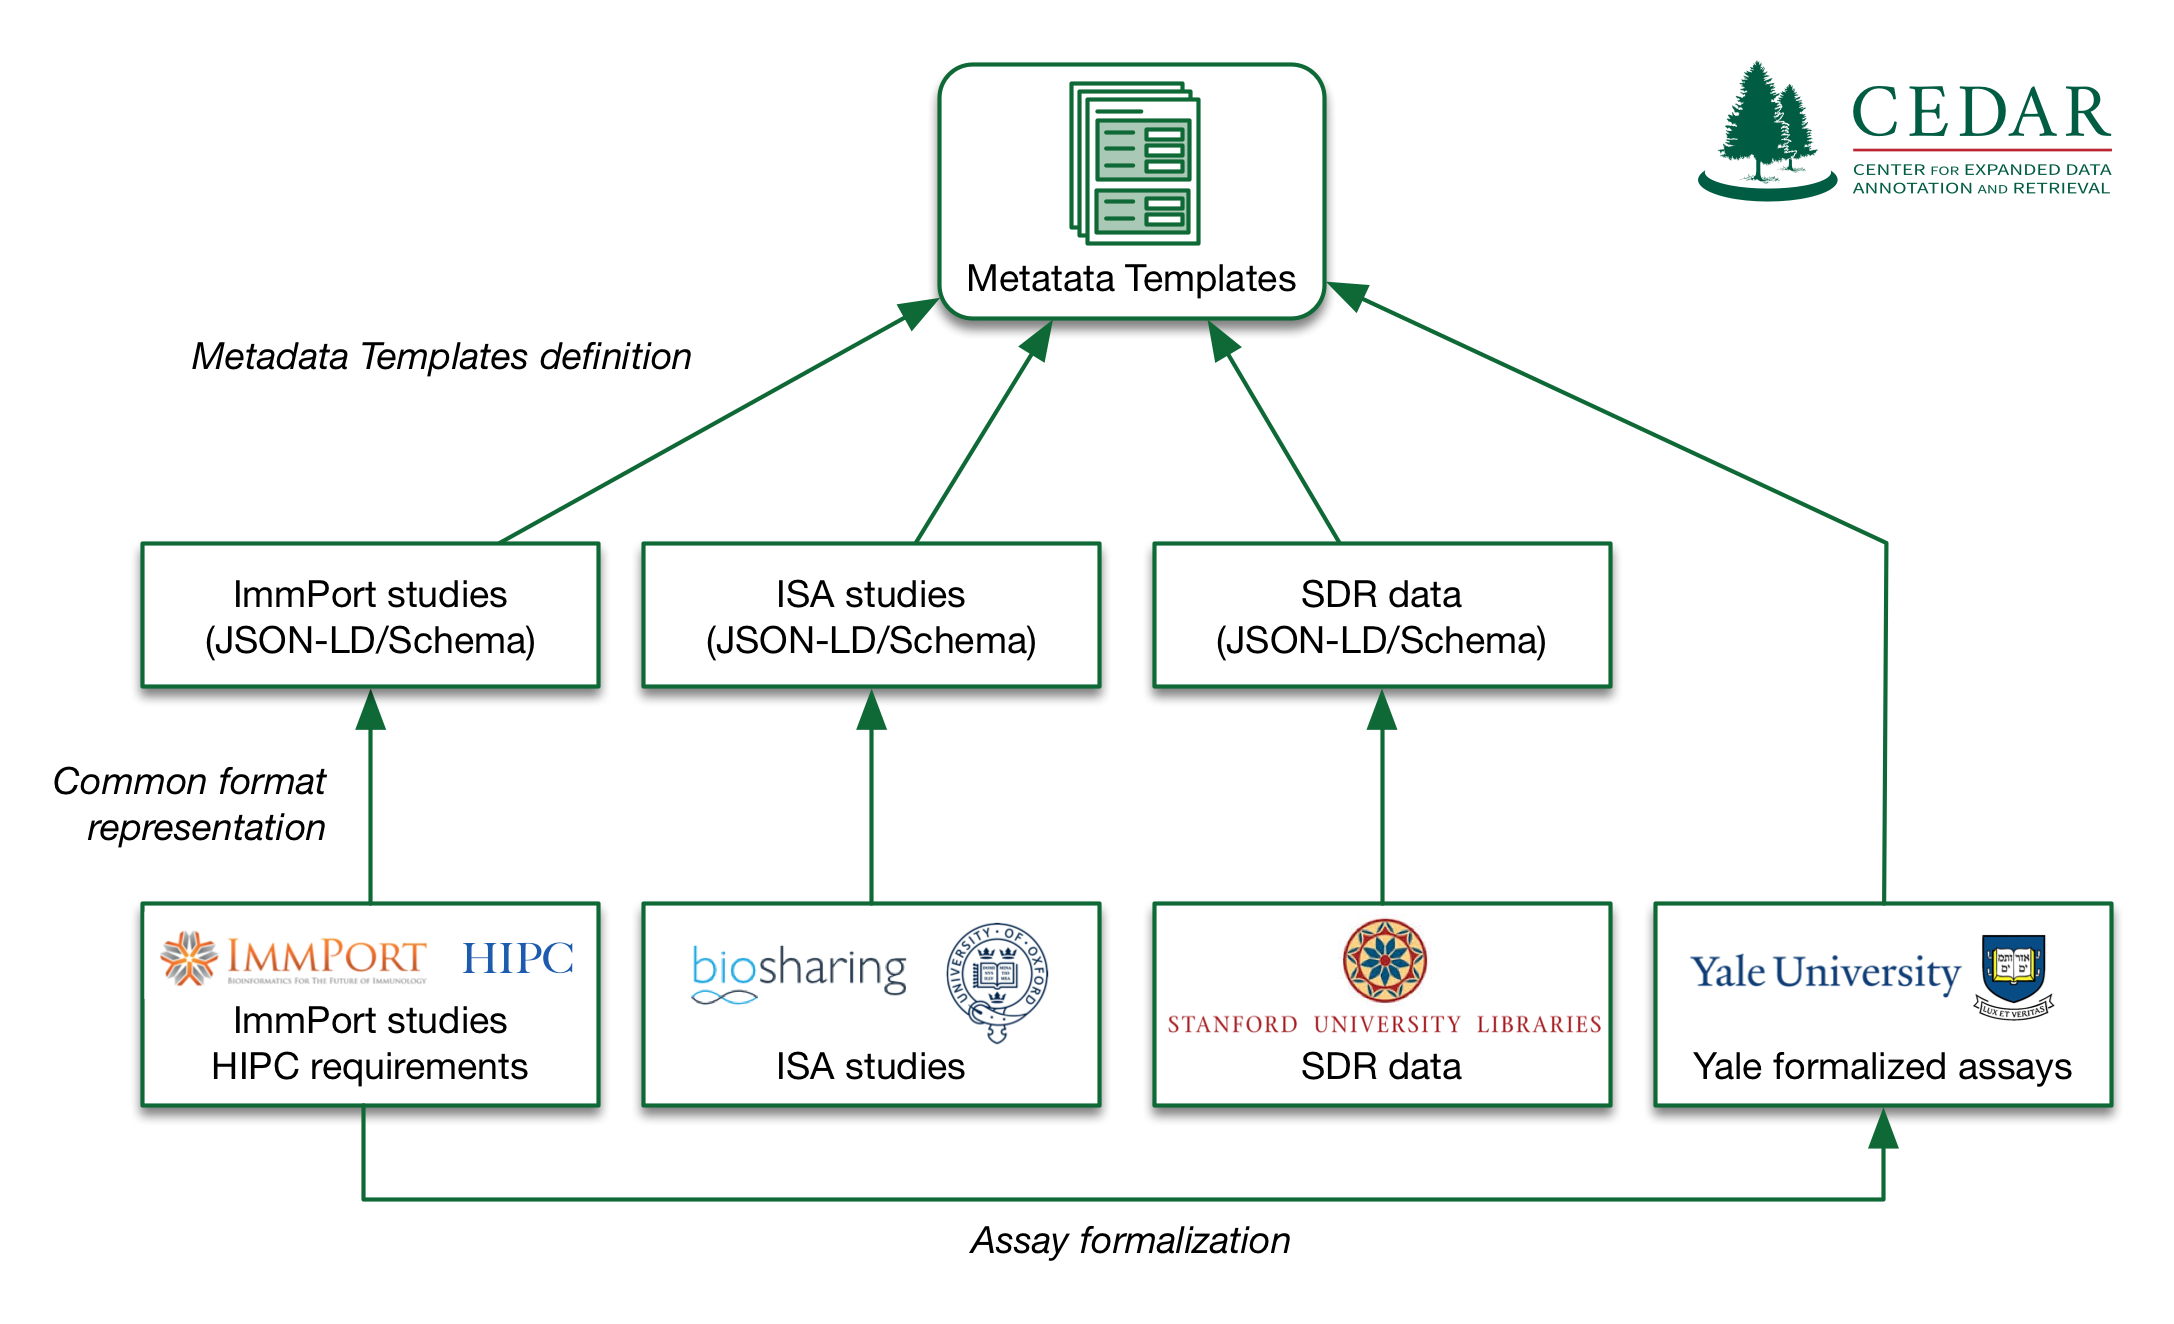 CEDAR
CENTER FOR EXPANDED DATA
ANNOTATION AND RETRIEVAL
Metatata Templates
Metadata Templates definition
ImmPort studies
(JSON-LD/Schema)
ISA studies
(JSON-LD/Schema)
SDR data
(JSON-LD/Schema)
Common format
representation
IMMPORT
BIOINFORMATICS FOR THE FUTURE OF IMMUNOLOGY
HIPC
ImmPort studies
HIPC requirements
biosharing
UNIVERSITY·OF·OXFORD
ISA studies
STANFORD UNIVERSITY LIBRARIES
SDR data
Yale University
LUX ET VERITAS
Yale formalized assays
Assay formalization